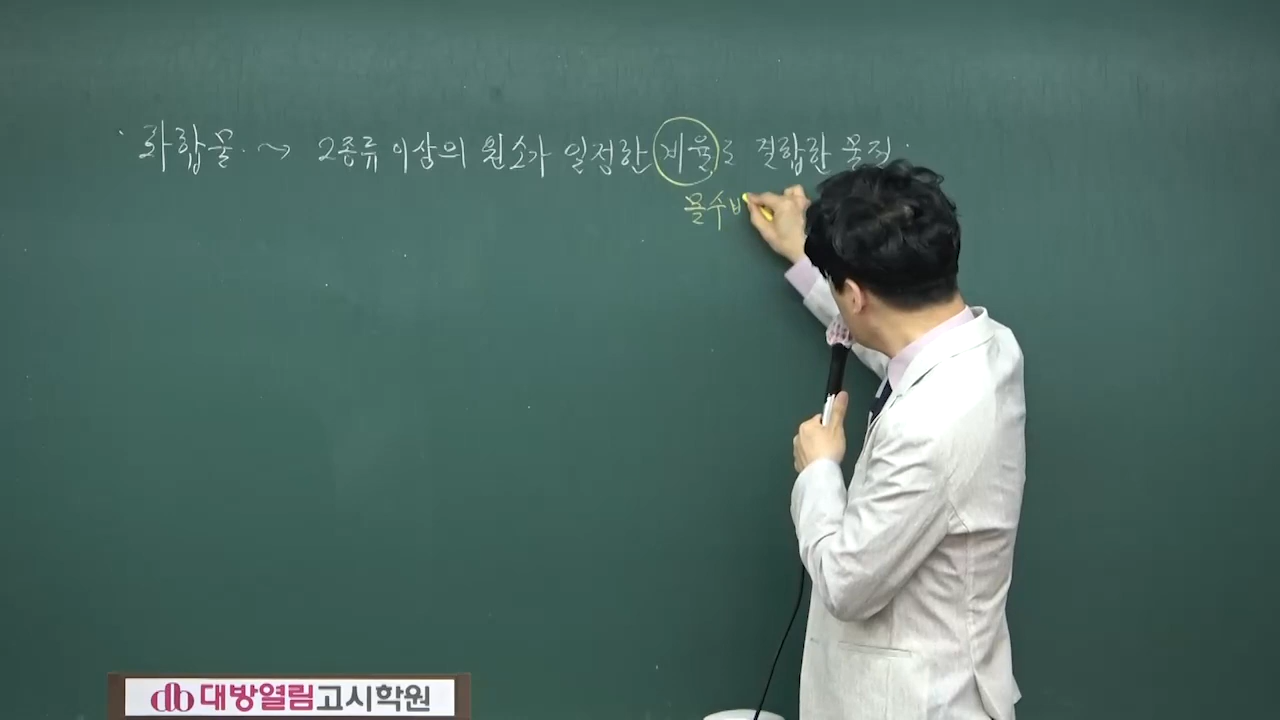 · 화합물 ~> 2종류 이상의 원소가 일정한 비율로 결합한 물질.
몰수비
대방열림고시학원